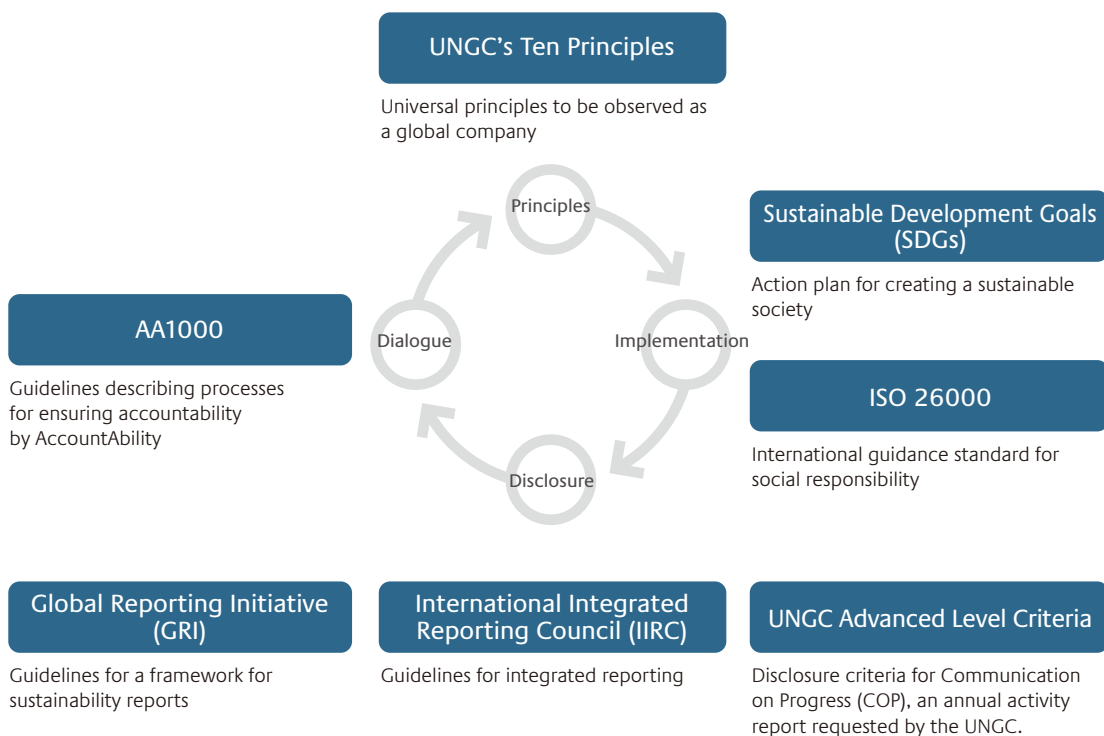 UNGC’s Ten Principles
Universal principles to be observed as
a global company
Principles
Sustainable Development Goals
(SDGs)
Action plan for creating a sustainable
society
AA1000
Guidelines describing processes
for ensuring accountability
by AccountAbility
Dialogue
Implementation
ISO 26000
International guidance standard for
social responsibility
Disclosure
Global Reporting Initiative
(GRI)
Guidelines for a framework for
sustainability reports
International Integrated
Reporting Council (IIRC)
Guidelines for integrated reporting
UNGC Advanced Level Criteria
Disclosure criteria for Communication
on Progress (COP), an annual activity
report requested by the UNGC.